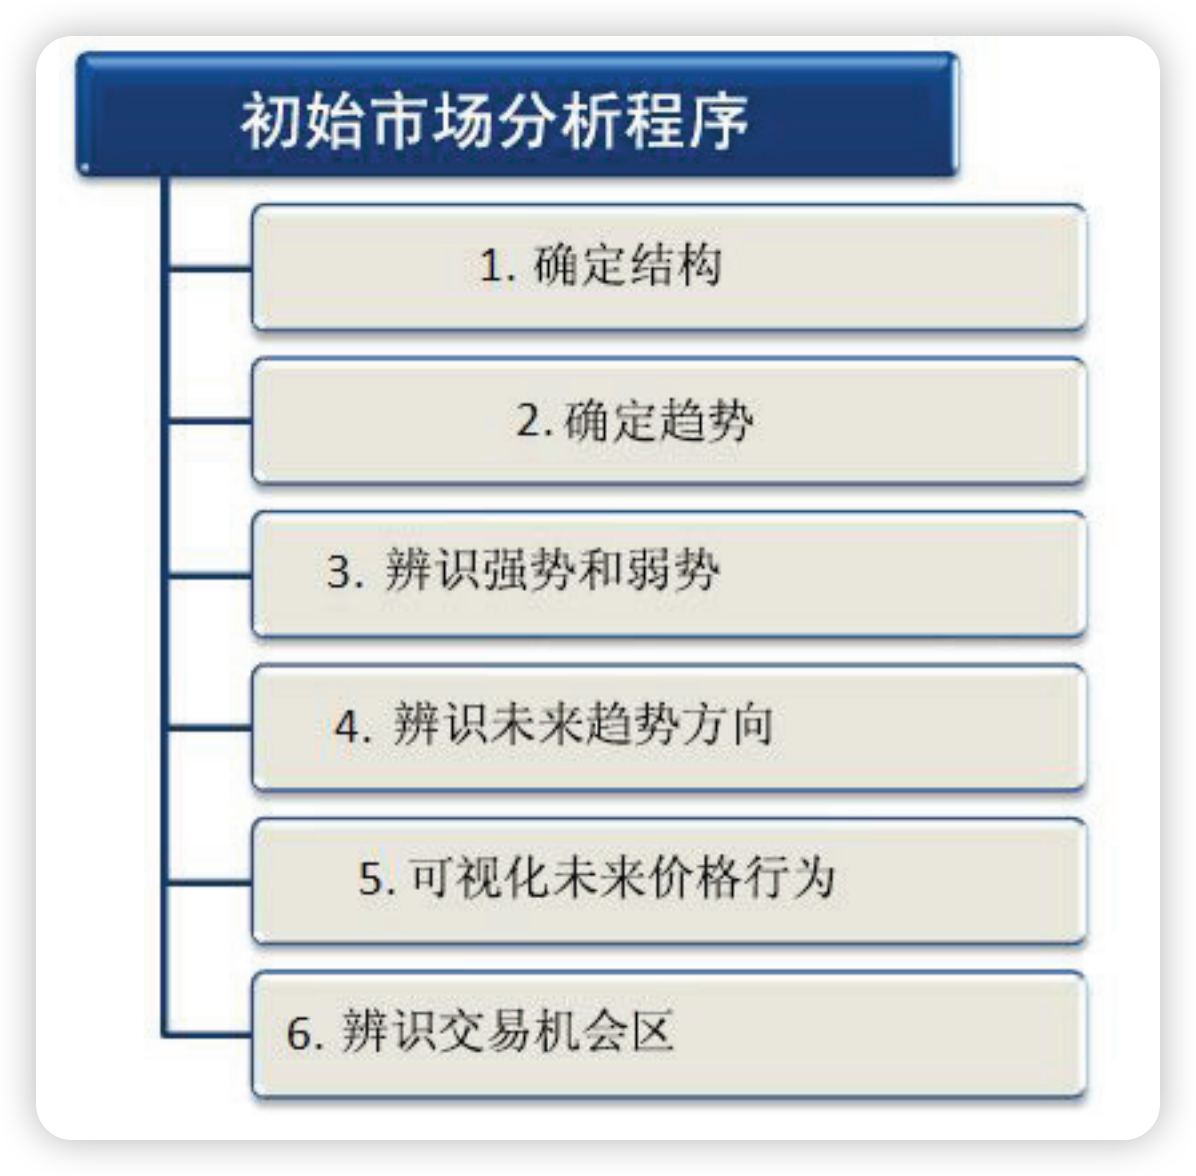 初始市场分析程序
1. 确定结构
2. 确定趋势
3. 辨识强势和弱势
4. 辨识未来趋势方向
5. 可视化未来价格行为
6. 辨识交易机会区